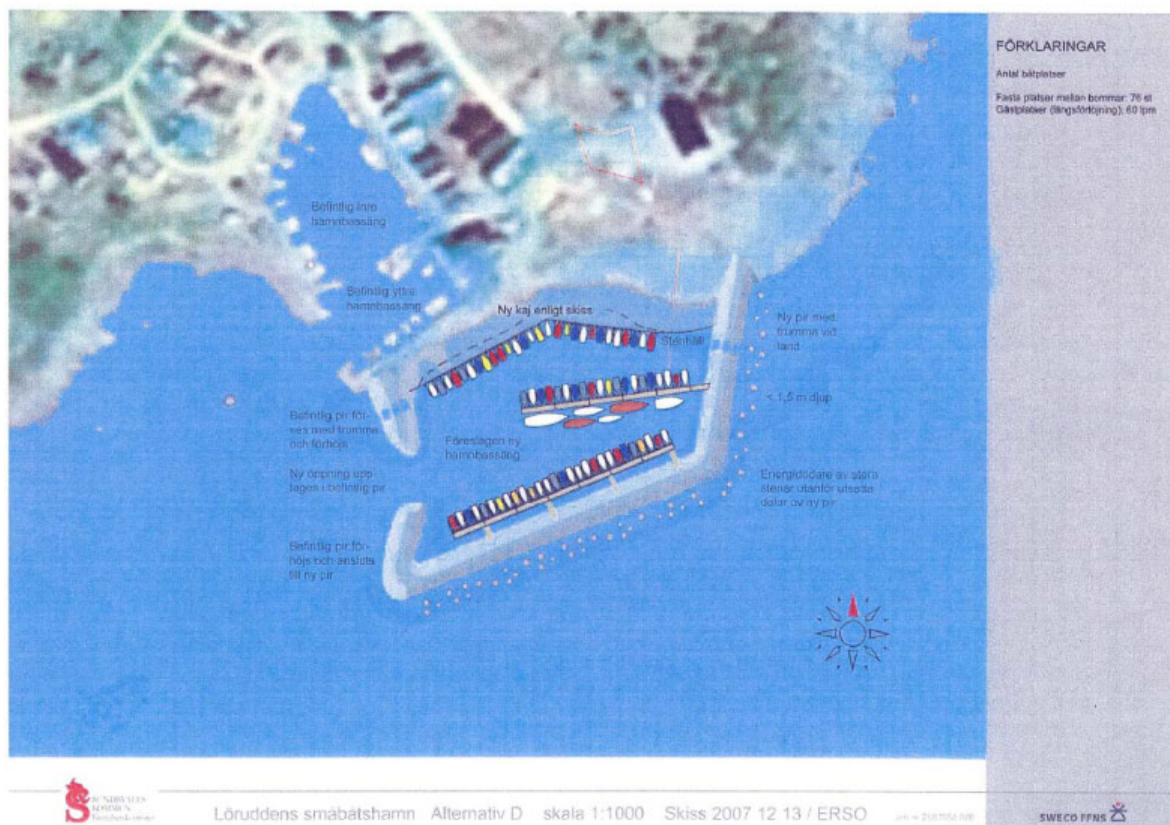 FÖRKLARINGAR
Antal båtplatser
Fasta platser mellan bommar: 76 st
Gästplatser (långsförtöjning): 60 lpm
Befintlig inre
hamnbassäng
Befintlig yttre
hamnbassäng
Ny kaj enligt skiss
Stenhäll
Ny pir med
trumma vid
land
< 1,5 m djup
Befintlig pir för-
ses med trumma
och förhöjs
Föreslagen ny
hamnbassäng
Ny öppning upp-
tages i befintlig pir
Energidödare av stora
stenar utanför utsatta
delar av ny pir
Befintlig pir för-
höjs och ansluts
till ny pir
SUNDSVALLS
KOMMUN
Löruddens småbåtshamn Alternativ D skala 1:1000 Skiss 2007 12 13 / ERSO
SWECO FFNS